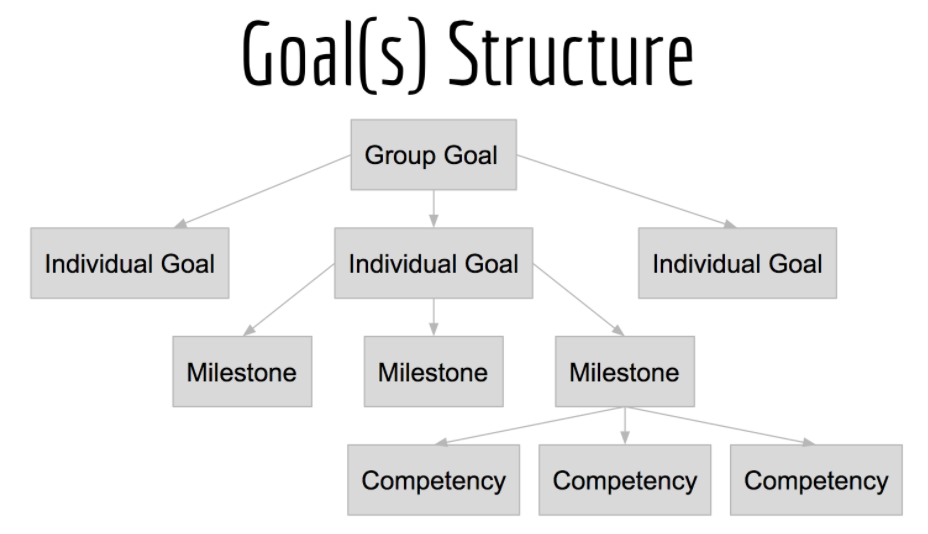 Goal(s) Structure
Group Goal
Individual Goal
Individual Goal
Individual Goal
Milestone
Milestone
Milestone
Competency
Competency
Competency